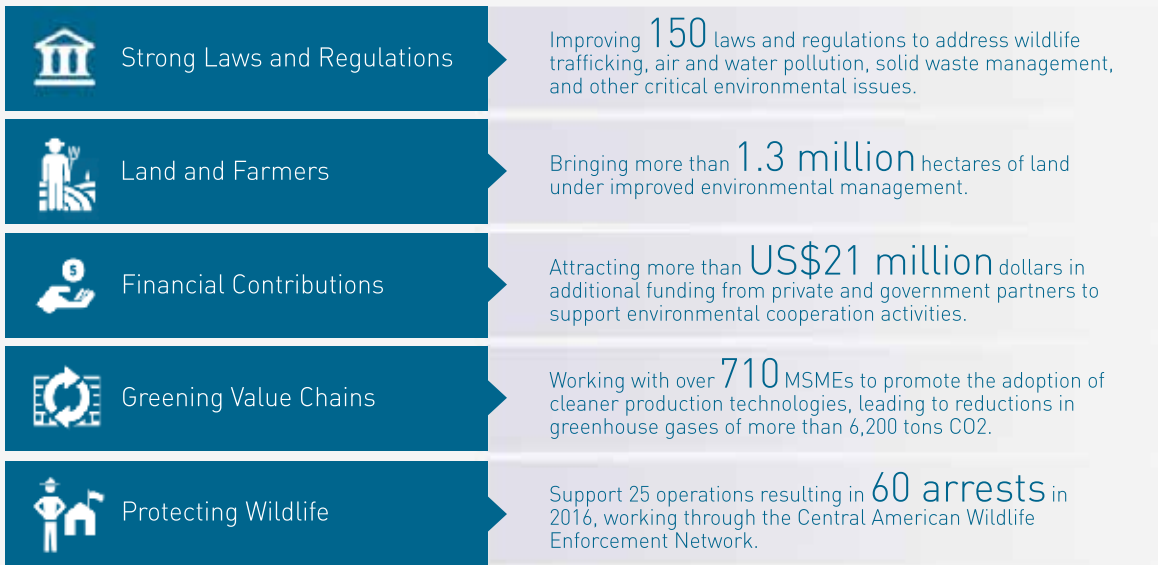 Strong Laws and Regulations
Improving 150 laws and regulations to address wildlife
trafficking, air and water pollution, solid waste management,
and other critical environmental issues.
Land and Farmers
Bringing more than 1.3 million hectares of land
under improved environmental management.
$
Financial Contributions
Attracting more than US$21 million dollars in
additional funding from private and government partners to
support environmental cooperation activities.
Greening Value Chains
Working with over 710 MSMEs to promote the adoption of
cleaner production technologies, leading to reductions in
greenhouse gases of more than 6,200 tons CO2.
Protecting Wildlife
Support 25 operations resulting in 60 arrests in
2016, working through the Central American Wildlife
Enforcement Network.